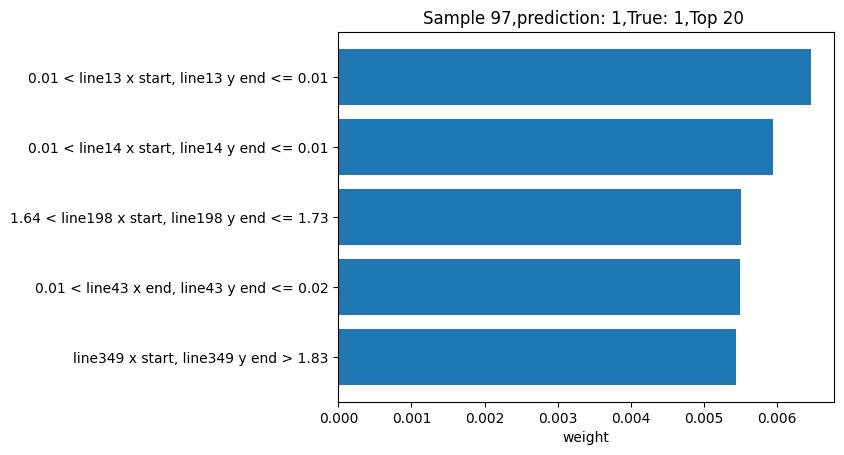 Sample 97,prediction: 1,True: 1,Top 20
0.01 < line13 x start, line13 y end <= 0.01
0.01 < line14 x start, line14 y end <= 0.01
1.64 < line198 x start, line198 y end <= 1.73
0.01 < line43 x end, line43 y end <= 0.02
line349 x start, line349 y end > 1.83
0.000 0.001 0.002 0.003 0.004 0.005 0.006
weight